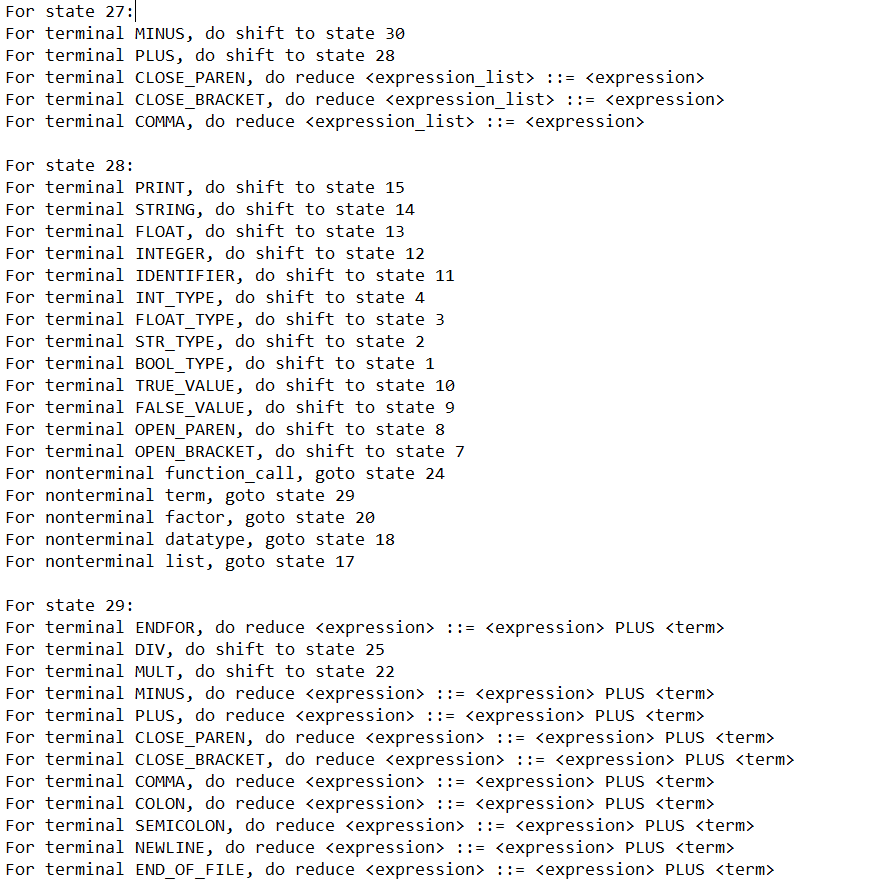 For state 27:
For terminal MINUS, do shift to state 30
For terminal PLUS, do shift to state 28
For terminal CLOSE_PAREN, do reduce <expression_list> ::= <expression>
For terminal CLOSE_BRACKET, do reduce <expression_list> ::= <expression>
For terminal COMMA, do reduce <expression_list> ::= <expression>

For state 28:
For terminal PRINT, do shift to state 15
For terminal STRING, do shift to state 14
For terminal FLOAT, do shift to state 13
For terminal INTEGER, do shift to state 12
For terminal IDENTIFIER, do shift to state 11
For terminal INT_TYPE, do shift to state 4
For terminal FLOAT_TYPE, do shift to state 3
For terminal STR_TYPE, do shift to state 2
For terminal BOOL_TYPE, do shift to state 1
For terminal TRUE_VALUE, do shift to state 10
For terminal FALSE_VALUE, do shift to state 9
For terminal OPEN_PAREN, do shift to state 8
For terminal OPEN_BRACKET, do shift to state 7
For nonterminal function_call, goto state 24
For nonterminal term, goto state 29
For nonterminal factor, goto state 20
For nonterminal datatype, goto state 18
For nonterminal list, goto state 17

For state 29:
For terminal ENDFOR, do reduce <expression> ::= <expression> PLUS <term>
For terminal DIV, do shift to state 25
For terminal MULT, do shift to state 22
For terminal MINUS, do reduce <expression> ::= <expression> PLUS <term>
For terminal PLUS, do reduce <expression> ::= <expression> PLUS <term>
For terminal CLOSE_PAREN, do reduce <expression> ::= <expression> PLUS <term>
For terminal CLOSE_BRACKET, do reduce <expression> ::= <expression> PLUS <term>
For terminal COMMA, do reduce <expression> ::= <expression> PLUS <term>
For terminal COLON, do reduce <expression> ::= <expression> PLUS <term>
For terminal SEMICOLON, do reduce <expression> ::= <expression> PLUS <term>
For terminal NEWLINE, do reduce <expression> ::= <expression> PLUS <term>
For terminal END_OF_FILE, do reduce <expression> ::= <expression> PLUS <term>